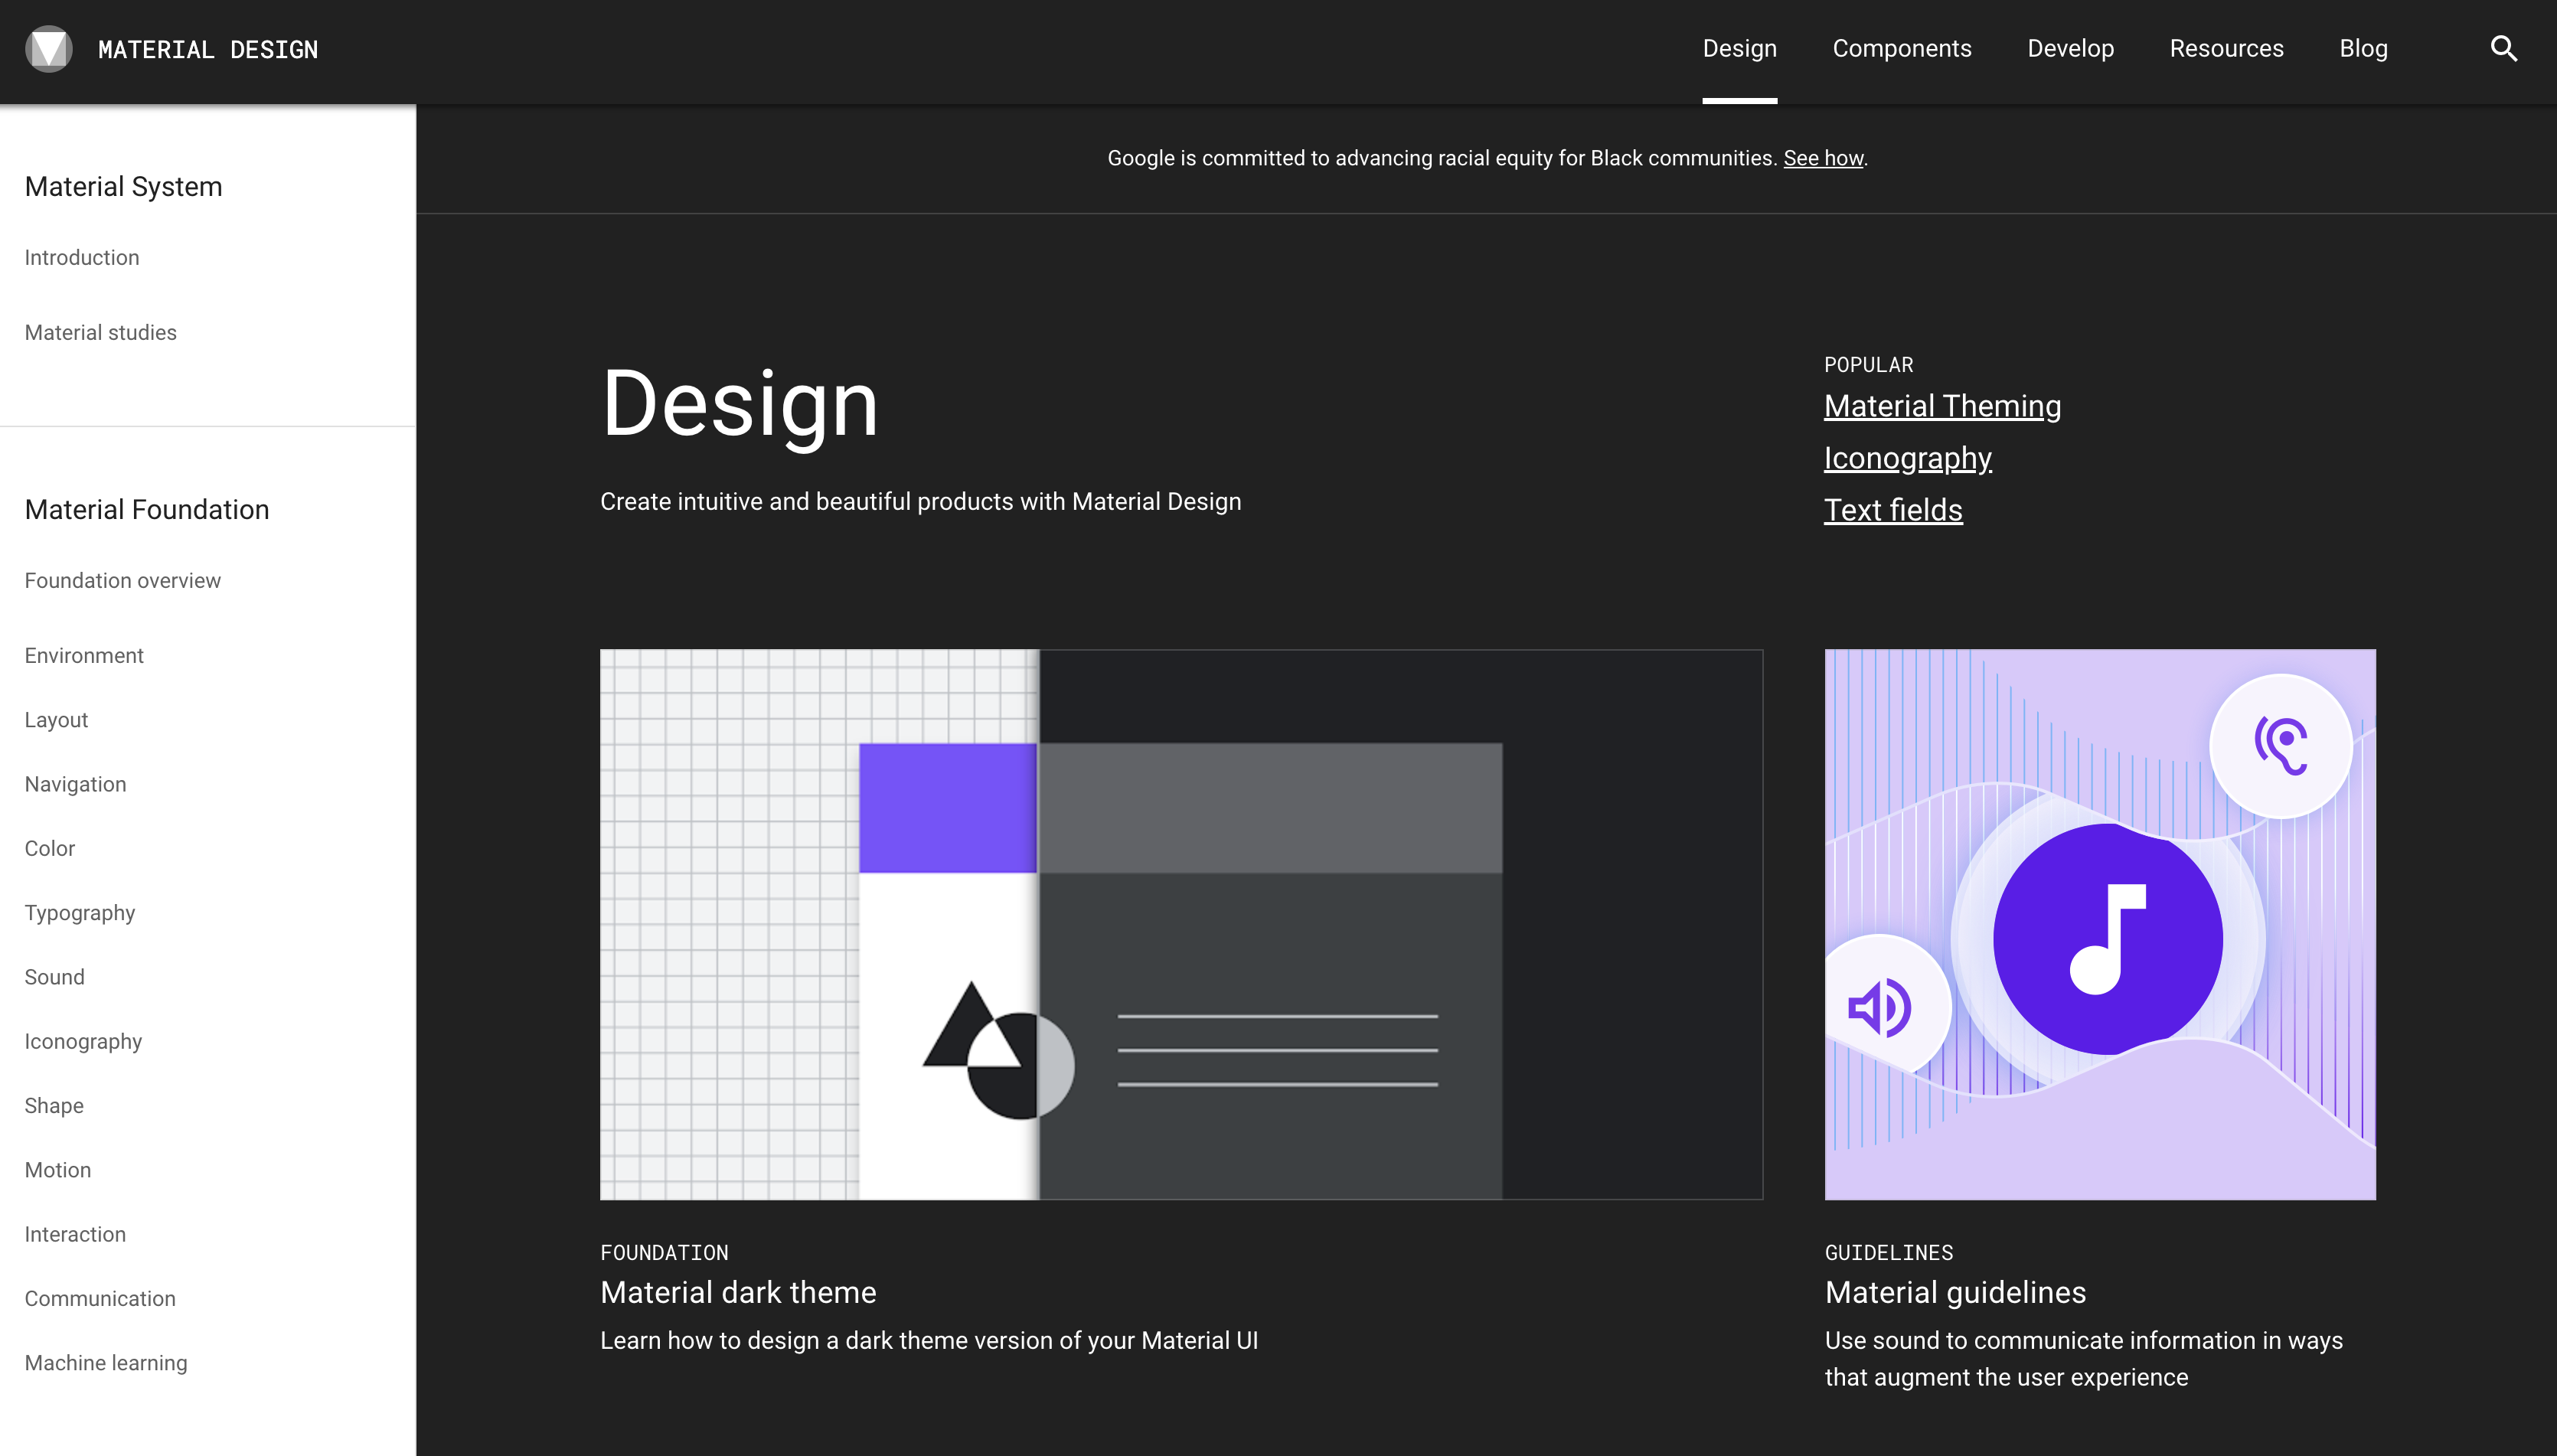 MATERIAL DESIGN
Design
Components
Develop
Resources
Blog
Material System
Introduction
Material studies
Material Foundation
Foundation overview
Environment
Layout
Navigation
Color
Typography
Sound
Iconography
Shape
Motion
Interaction
Communication
Machine learning
Google is committed to advancing racial equity for Black communities. See how.
Design
Create intuitive and beautiful products with Material Design
POPULAR
Material Theming
Iconography
Text fields
FOUNDATION
Material dark theme
Learn how to design a dark theme version of your Material UI
GUIDELINES
Material guidelines
Use sound to communicate information in ways
that augment the user experience